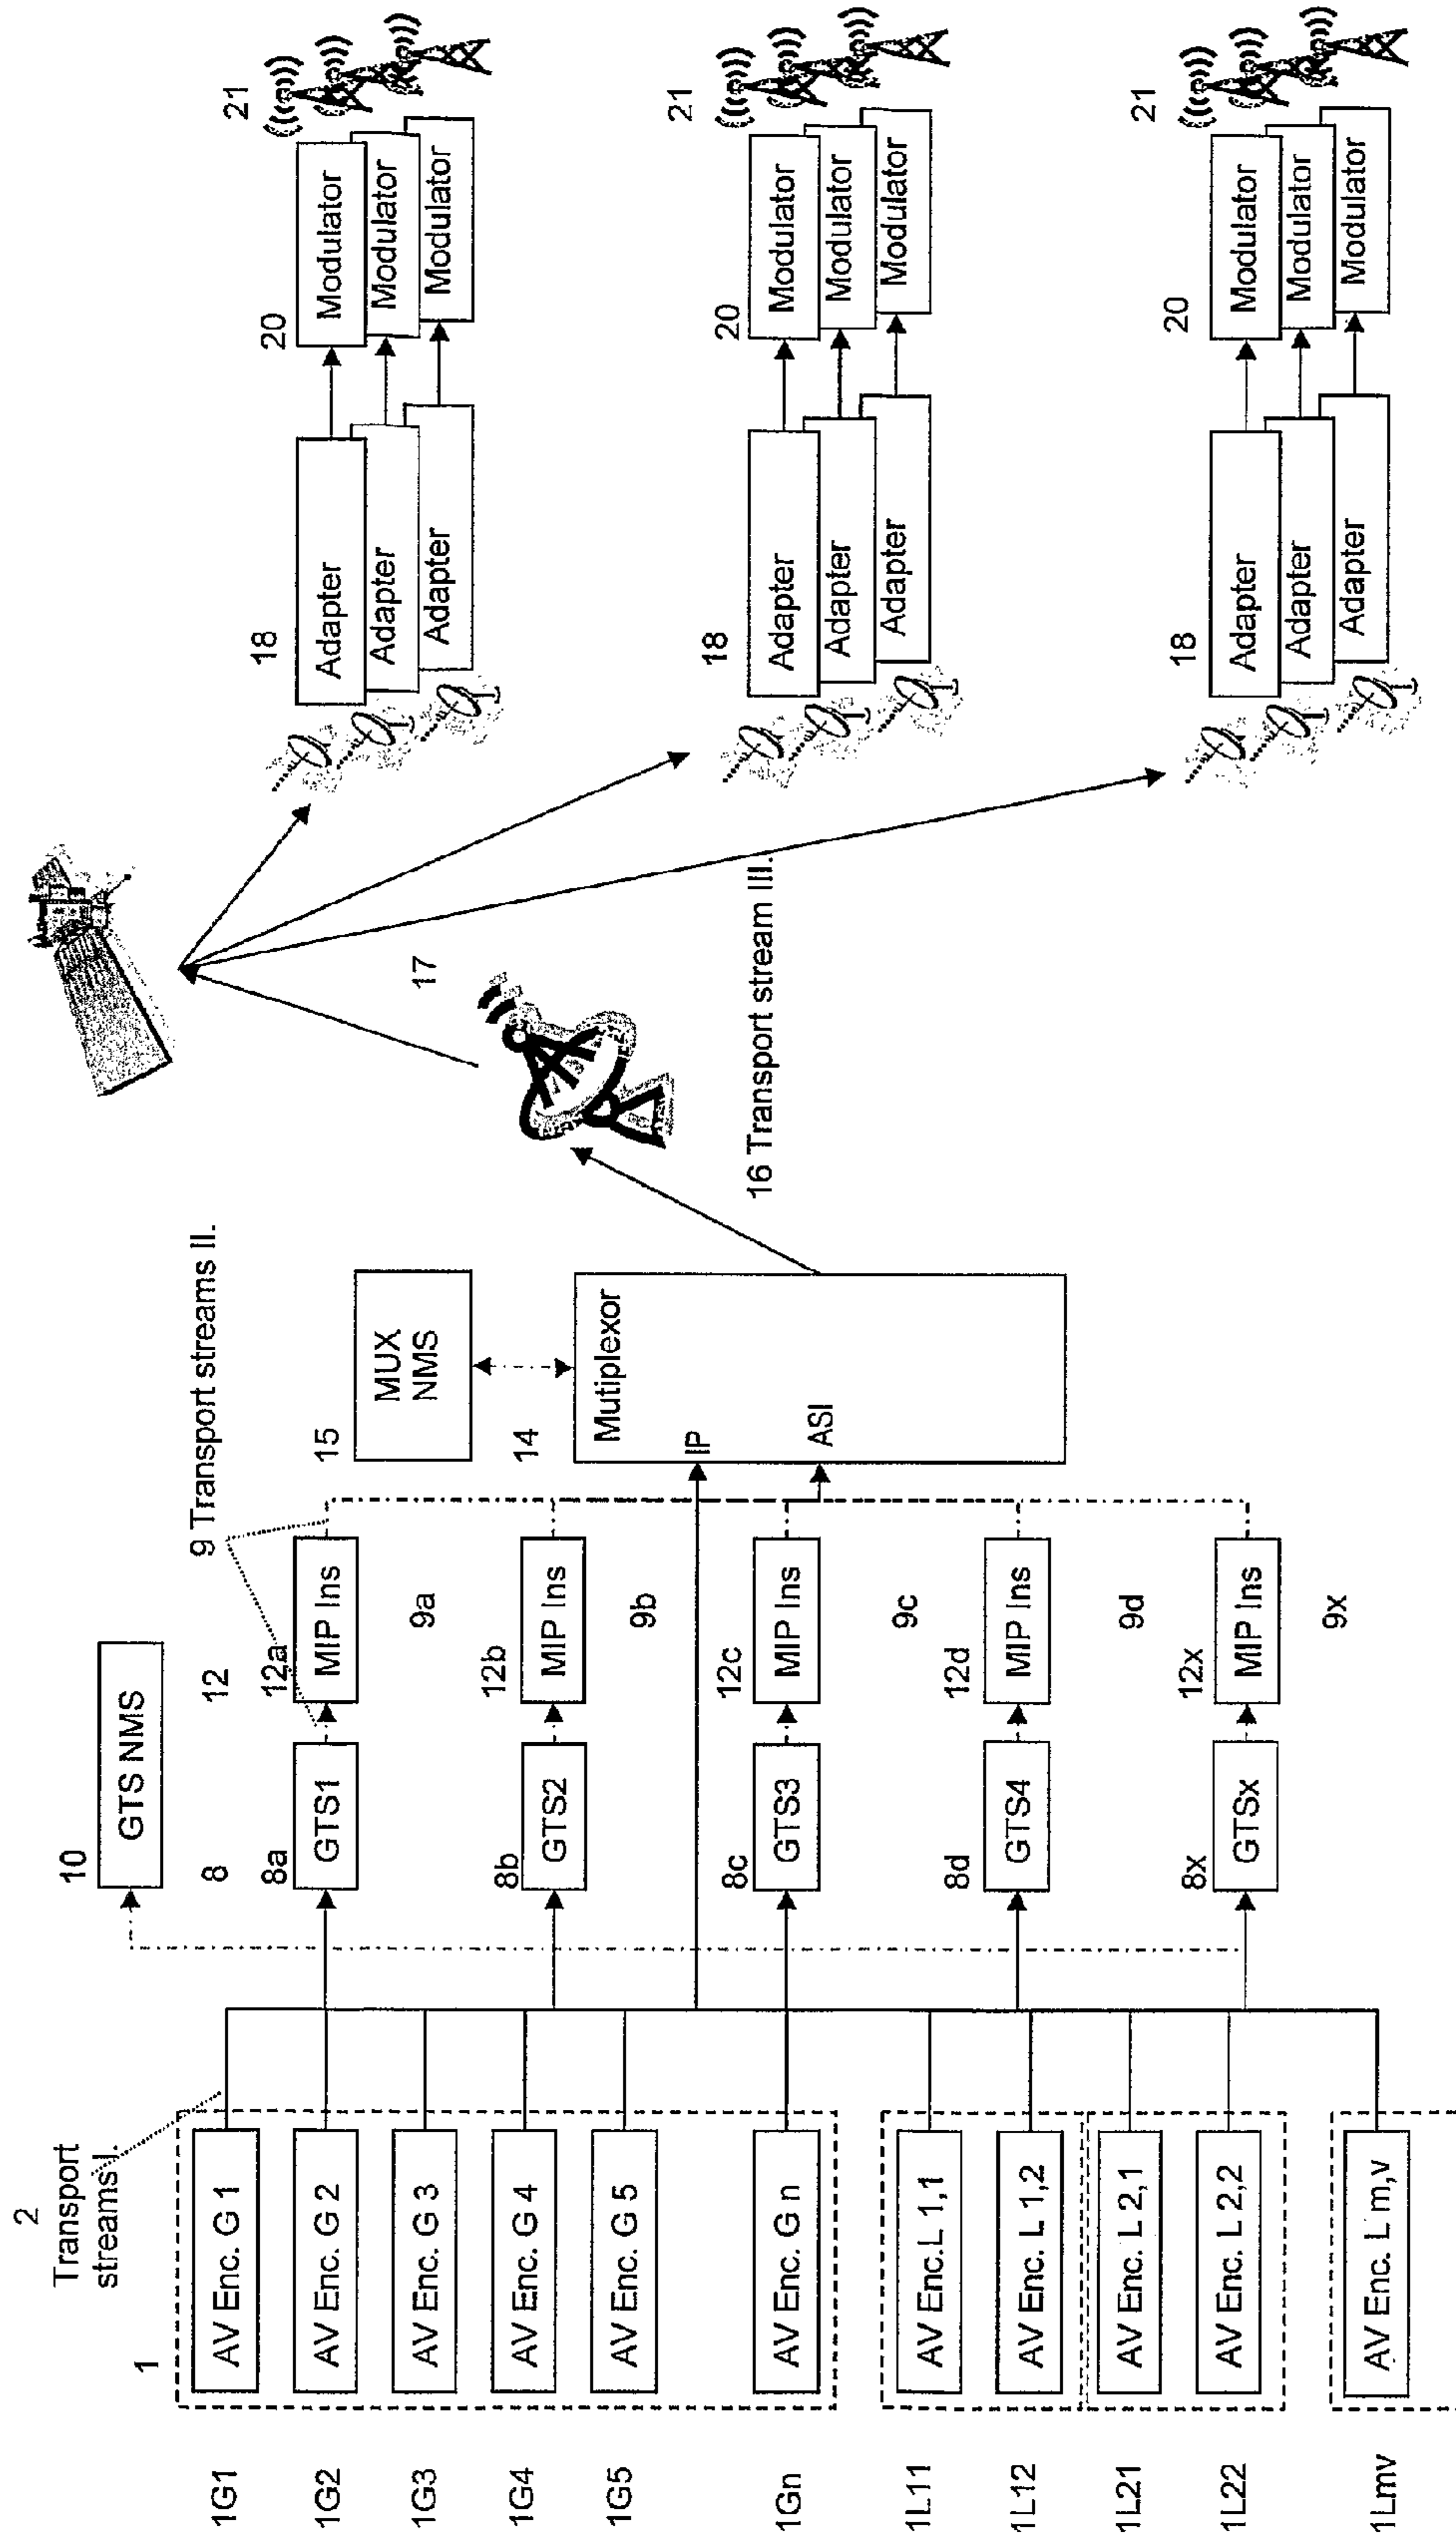 2
Transport
streams I.
1
1G1
AV Enc. G 1
1G2
AV Enc. G 2
1G3
AV Enc. G 3
1G4
AV Enc. G 4
1G5
AV Enc. G 5
1Gn
AV Enc. G n
1L11
AV Enc.L 1,1
1L12
AV Enc. L 1,2
1L21
AV Enc. L 2,1
1L22
AV Enc. L 2,2
1Lmv
AV Enc. L m,v
10
GTS NMS
8
12
8a
GTS1
12a
MIP Ins
9a
8b
GTS2
12b
MIP Ins
9b
8c
GTS3
12c
MIP Ins
9c
8d
GTS4
12d
MIP Ins
9d
8x
GTSx
12x
MIP Ins
9x
9 Transport streams II.
15
MUX
NMS
14
Mutiplexor
IP
ASI
17
16 Transport stream III.
18
Adapter
Adapter
Adapter
20
Modulator
Modulator
Modulator
21
18
Adapter
Adapter
Adapter
20
Modulator
Modulator
Modulator
21
18
Adapter
Adapter
Adapter
20
Modulator
Modulator
Modulator
21